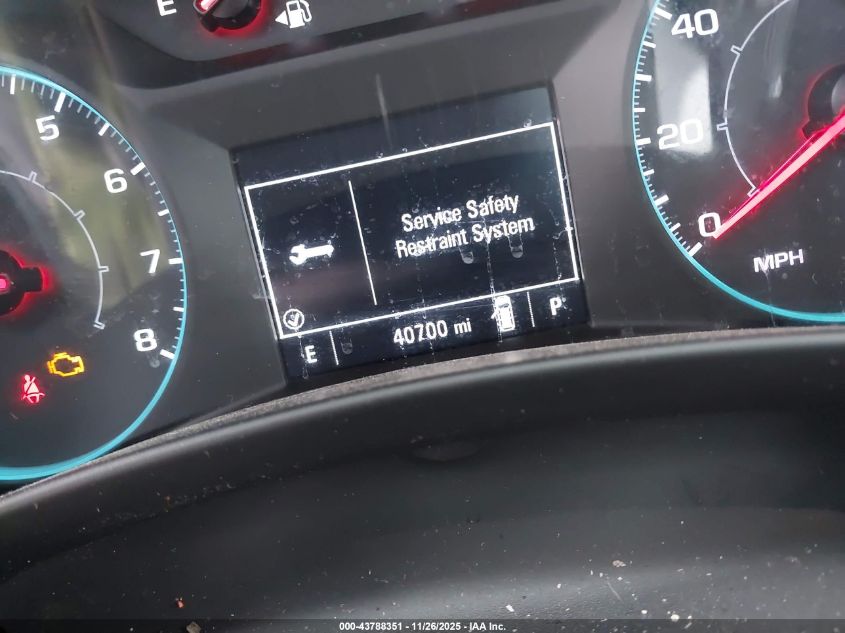 E
40
5
20
6
Service Safety
Restraint System
0
7
MPH
8
E
40700 mi
P
000-43788351 - 11/26/2025 - IAA Inc.